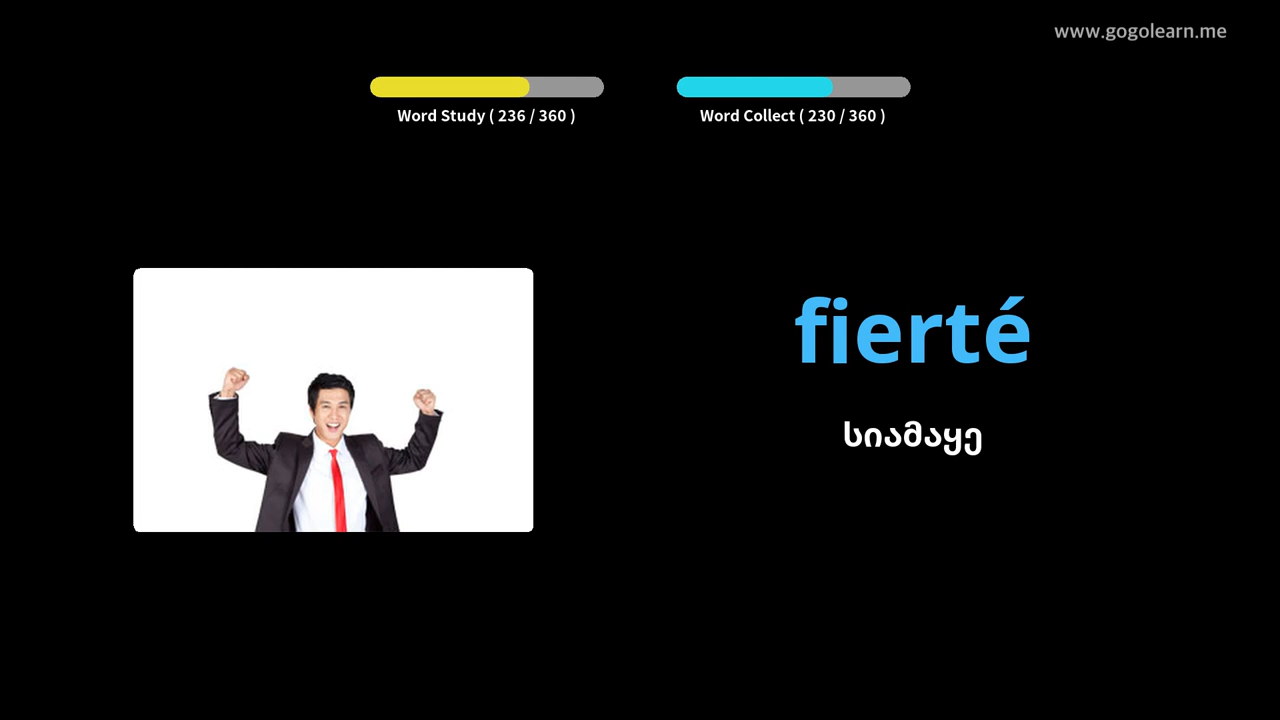 www.gogolearn.me
Word Study ( 236 / 360 )
Word Collect ( 230 / 360 )
fierté
სიამაყე